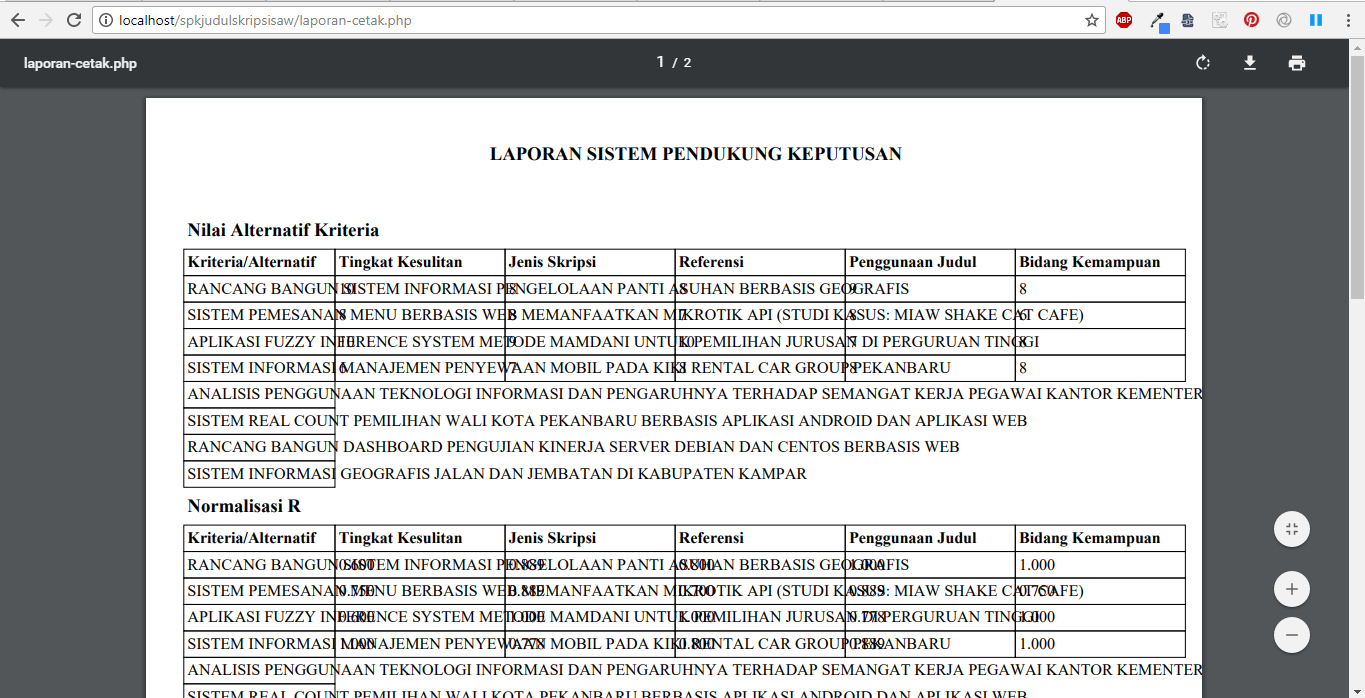 localhost/spkjudulskripsisaw/laporan-cetak.php
ABP
laporan-cetak.php
1 / 2
LAPORAN SISTEM PENDUKUNG KEPUTUSAN
Nilai Alternatif Kriteria
Kriteria/Alternatif Tingkat Kesulitan Jenis Skripsi Referensi Penggunaan Judul Bidang Kemampuan
RANCANG BANGUN SISTEM INFORMASI PENGELOLAAN PANTI ASUHAN BERBASIS GEOGRAFIS 10 8 8 9 8
SISTEM PEMESANAN MENU BERBASIS WEB MEMANFAATKAN MIKROTIK API (STUDI KASUS: MIAW SHAKE CAT CAFE) 8 8 7 8 6
APLIKASI FUZZY INFERENCE SYSTEM METODE MAMDANI UNTUK PEMILIHAN JURUSAN DI PERGURUAN TINGGI 10 9 10 7 8
SISTEM INFORMASI MANAJEMEN PENYEWAAN MOBIL PADA KIKI RENTAL CAR GROUP PEKANBARU 6 7 8 8 8
ANALISIS PENGGUNAAN TEKNOLOGI INFORMASI DAN PENGARUHNYA TERHADAP SEMANGAT KERJA PEGAWAI KANTOR KEMENTER
SISTEM REAL COUNT PEMILIHAN WALI KOTA PEKANBARU BERBASIS APLIKASI ANDROID DAN APLIKASI WEB
RANCANG BANGUN DASHBOARD PENGUJIAN KINERJA SERVER DEBIAN DAN CENTOS BERBASIS WEB
SISTEM INFORMASI GEOGRAFIS JALAN DAN JEMBATAN DI KABUPATEN KAMPAR
Normalisasi R
Kriteria/Alternatif Tingkat Kesulitan Jenis Skripsi Referensi Penggunaan Judul Bidang Kemampuan
RANCANG BANGUN SISTEM INFORMASI PENGELOLAAN PANTI ASUHAN BERBASIS GEOGRAFIS 0.600 0.889 0.800 1.000 1.000
SISTEM PEMESANAN MENU BERBASIS WEB MEMANFAATKAN MIKROTIK API (STUDI KASUS: MIAW SHAKE CAT CAFE) 0.750 0.889 0.700 0.889 0.750
APLIKASI FUZZY INFERENCE SYSTEM METODE MAMDANI UNTUK PEMILIHAN JURUSAN DI PERGURUAN TINGGI 0.600 1.000 1.000 0.778 1.000
SISTEM INFORMASI MANAJEMEN PENYEWAAN MOBIL PADA KIKI RENTAL CAR GROUP PEKANBARU 1.000 0.778 0.800 0.889 1.000
ANALISIS PENGGUNAAN TEKNOLOGI INFORMASI DAN PENGARUHNYA TERHADAP SEMANGAT KERJA PEGAWAI KANTOR KEMENTER
SISTEM REAL COUNT PEMILIHAN WALI KOTA PEKANBARU BERBASIS APLIKASI ANDROID DAN APLIKASI WEB